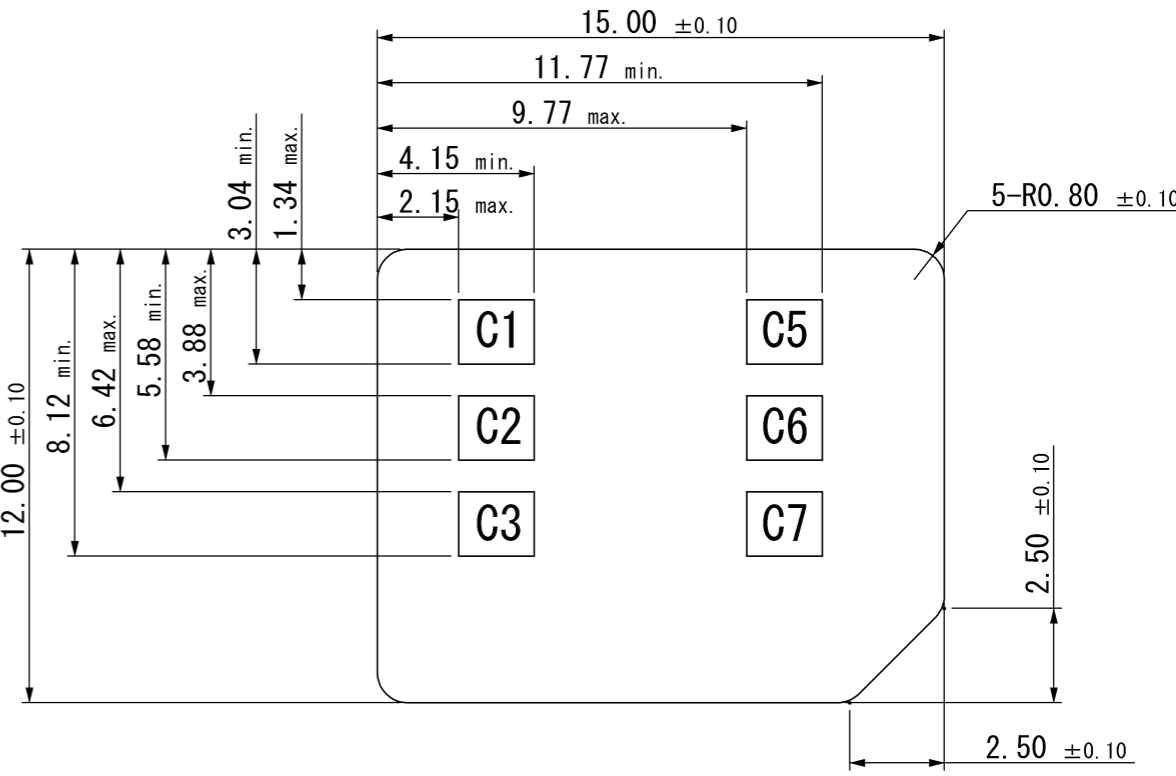 15.00 ±0.10
11.77 min.
9.77 max.
4.15 min.
2.15 max.
3.04 min.
1.34 max.
5-R0.80 ±0.10
12.00 ±0.10
8.12 min.
6.42 max.
5.58 min.
3.88 max.
C1 C5
C2 C6
C3 C7
2.50 ±0.10
2.50 ±0.10